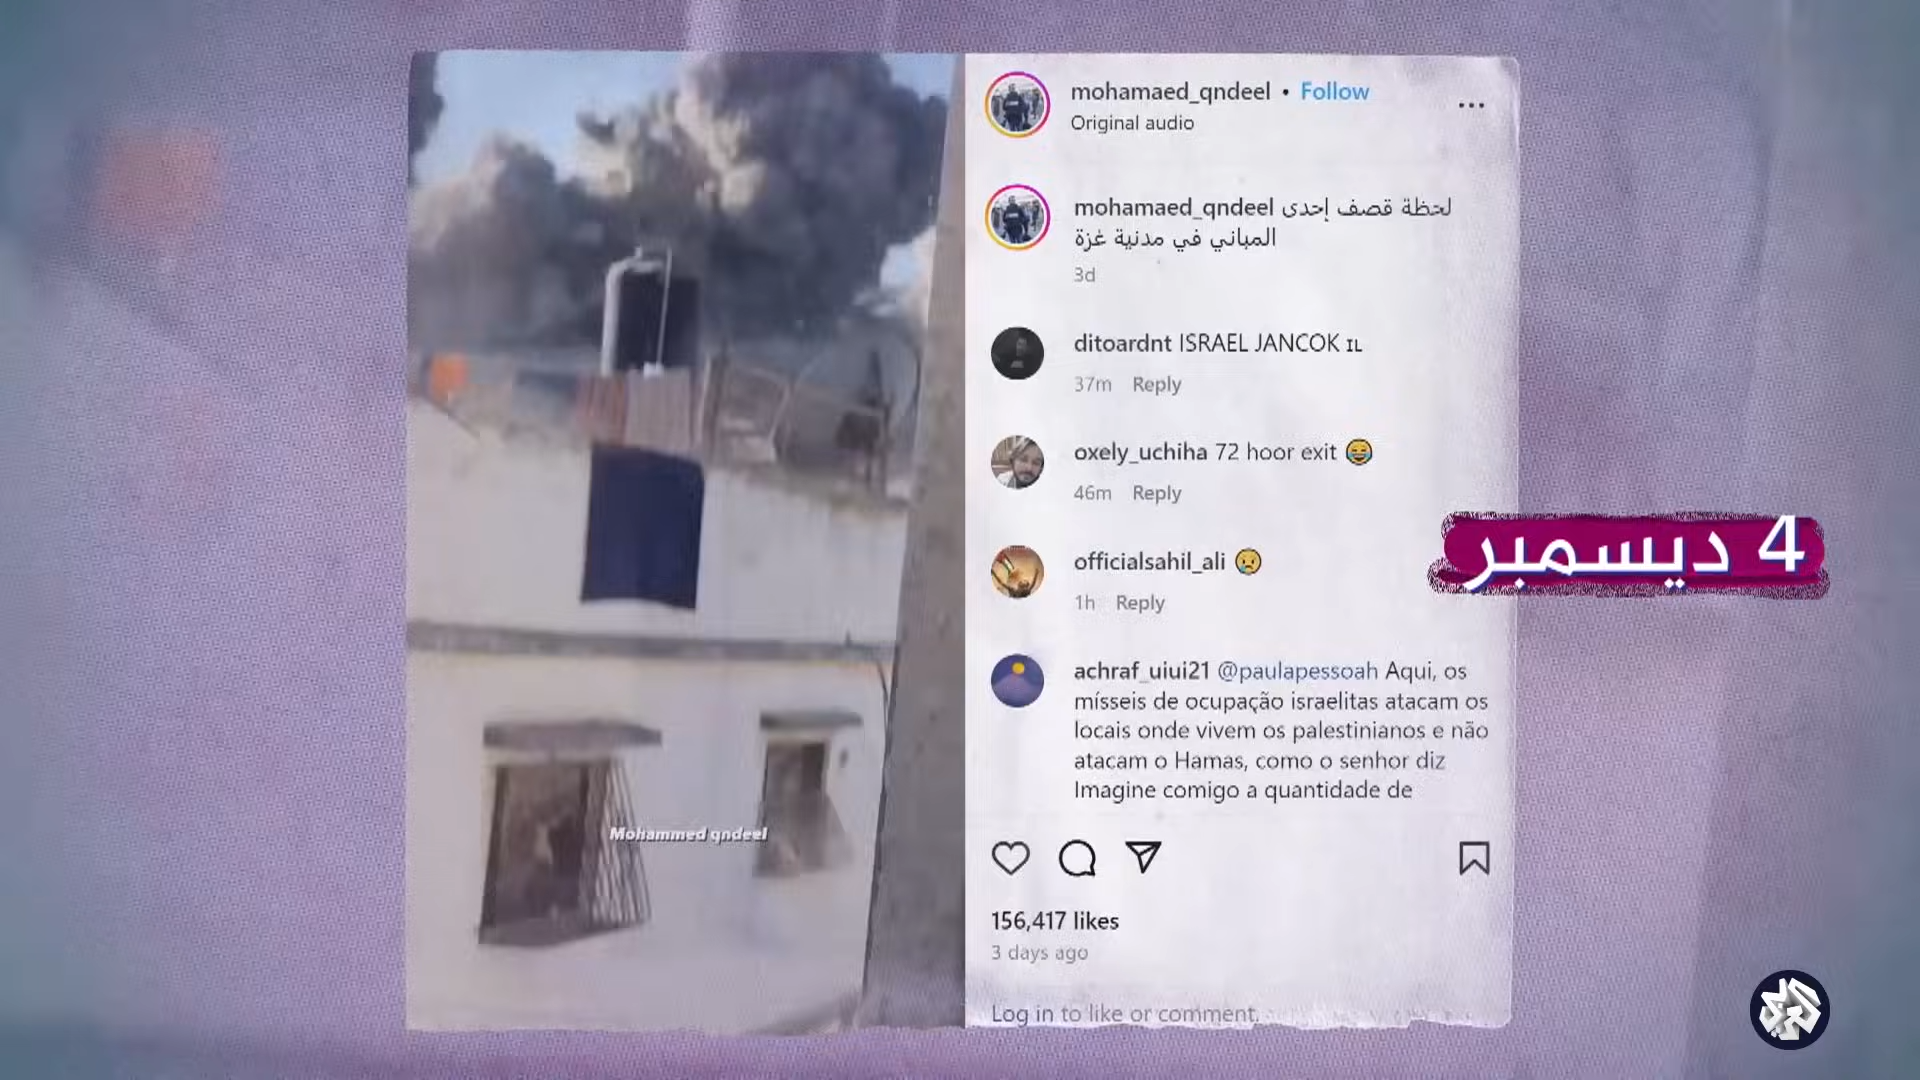 mohamaed_qndeel • Follow
Original audio
mohamaed_qndeel لحظة قصف إحدى
المباني في مدنية غزة
3d
ditoardnt ISRAEL JANCOK IL
37m Reply
oxely_uchiha 72 hoor exit 😂
46m Reply
officialsahil_ali 😢
1h Reply
achraf_uiui21 @paulapessoah Aqui, os
mísseis de ocupação israelitas atacam os
locais onde vivem os palestinianos e não
atacam o Hamas, como o senhor diz
Imagine comigo a quantidade de
156,417 likes
3 days ago
Log in to like or comment.
Mohammed qndeel
4 ديسمبر